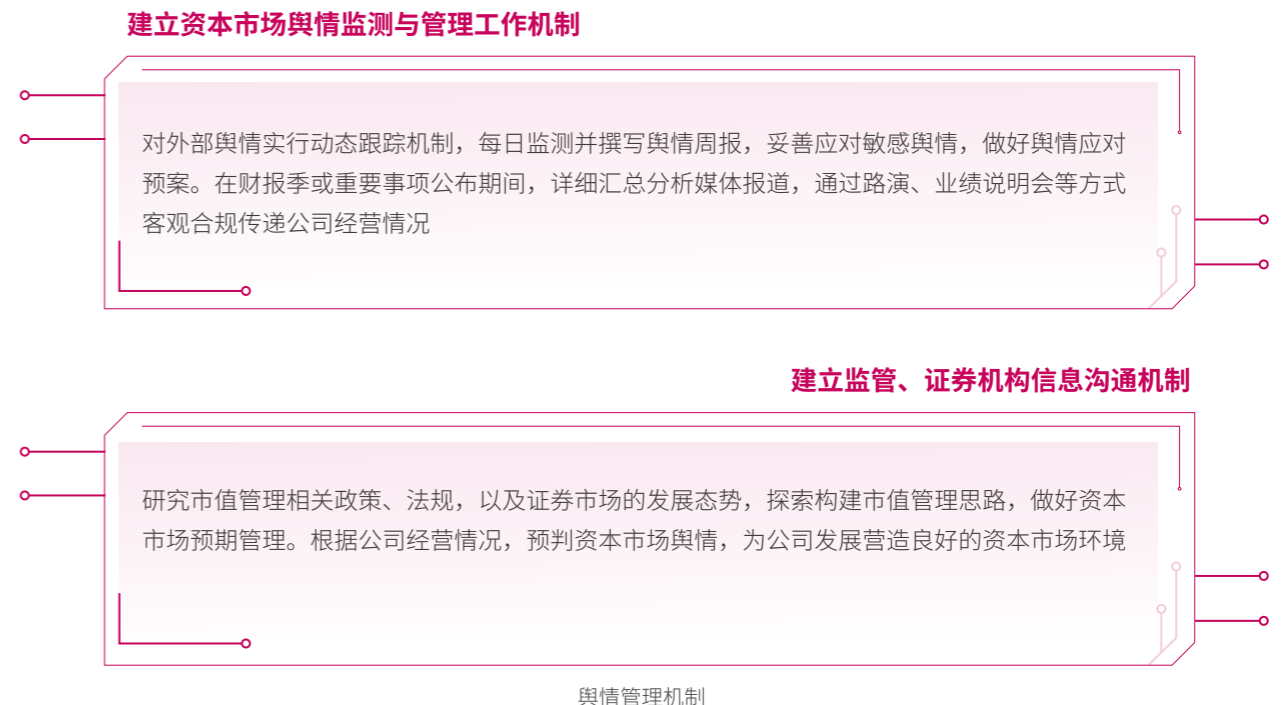 建立资本市场舆情监测与管理工作机制
对外部舆情实行动态跟踪机制，每日监测并撰写舆情周报，妥善应对敏感舆情，做好舆情应对
预案。在财报季或重要事项公布期间，详细汇总分析媒体报道，通过路演、业绩说明会等方式
客观合规传递公司经营情况
建立监管、证券机构信息沟通机制
研究市值管理相关政策、法规，以及证券市场的发展态势，探索构建市值管理思路，做好资本
市场预期管理。根据公司经营情况，预判资本市场舆情，为公司发展营造良好的资本市场环境
舆情管理机制